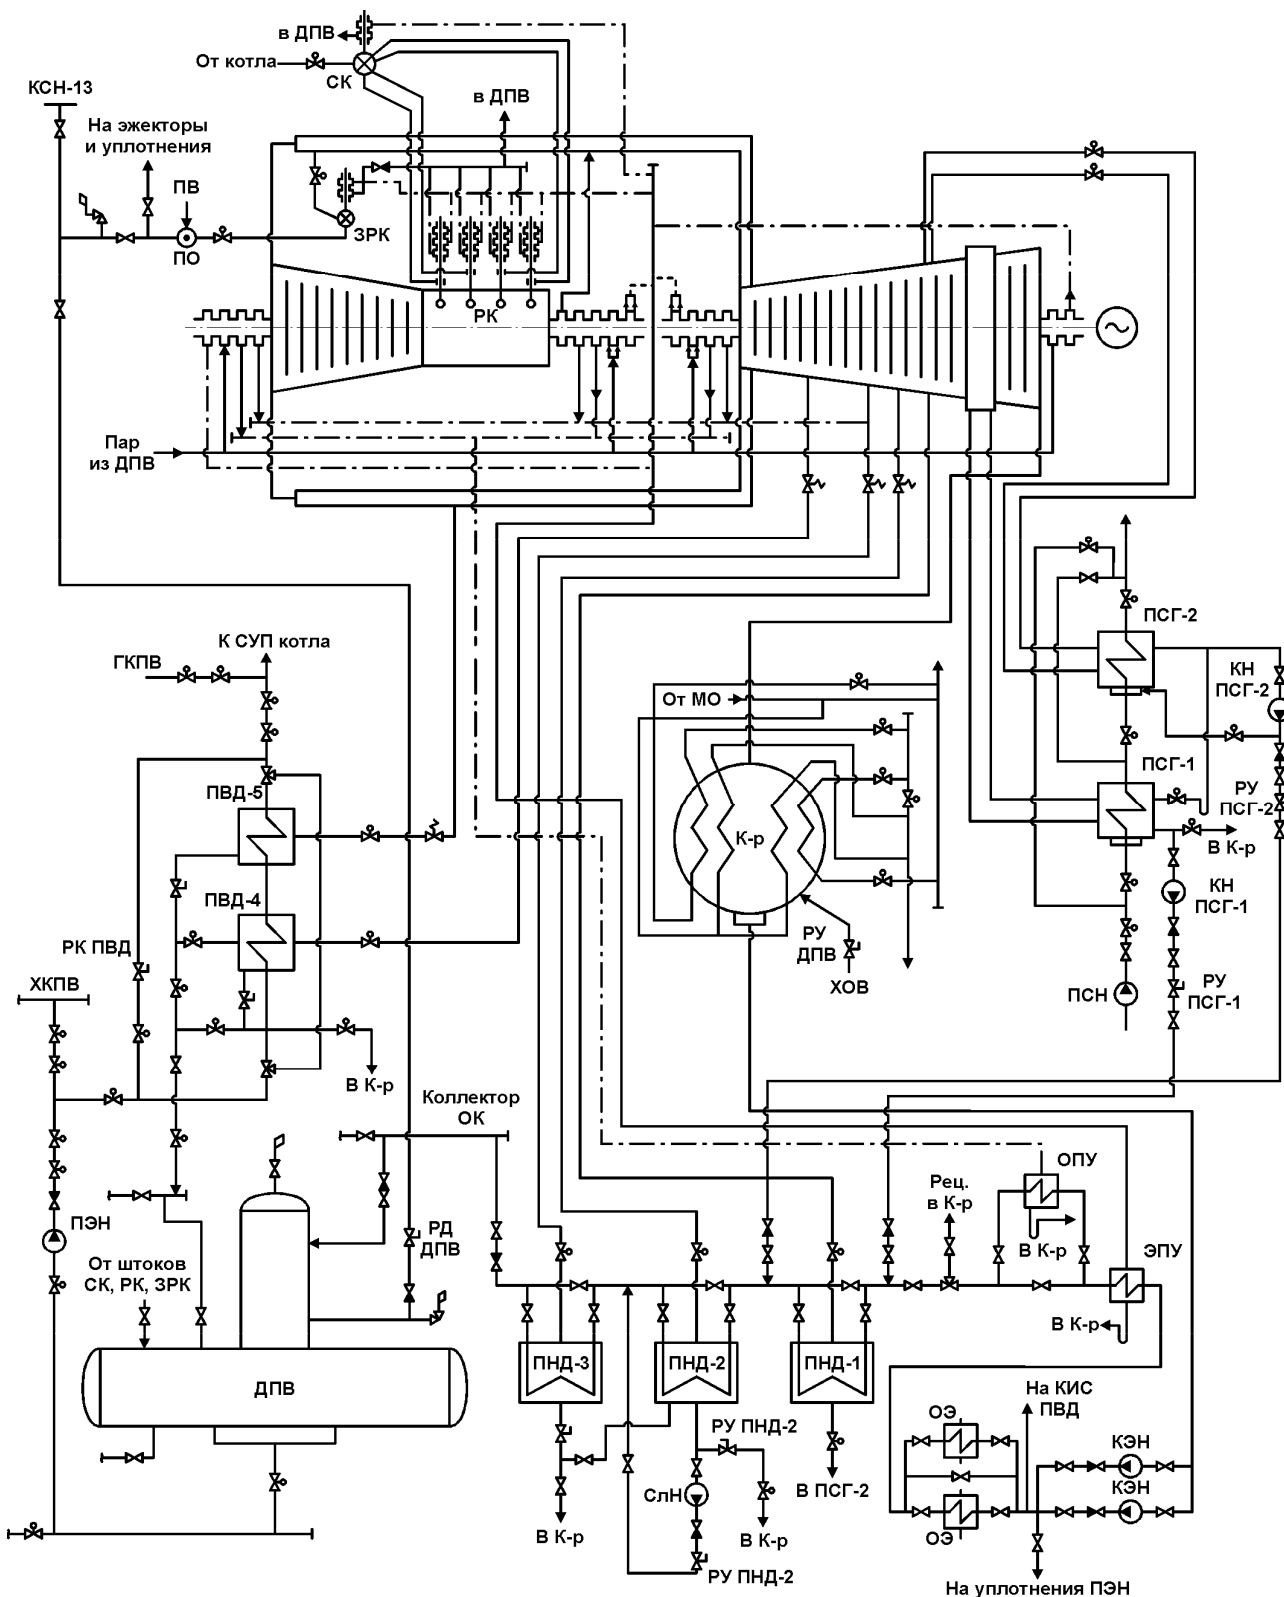 в ДПВ
От котла
СК
КСН-13
в ДПВ
На эжекторы
и уплотнения
ПВ
ПО
ЗРК
РК
Пар
из ДПВ
К СУП котла
ГКПВ
ПСГ-2
КН
ПСГ-2
От МО
ПСГ-1
РУ
ПСГ-2
ПВД-5
К-р
В К-р
ПВД-4
КН
ПСГ-1
РК ПВД
РУ
ДПВ
ХОВ
ХКПВ
ПСН
РУ
ПСГ-1
В К-р
Коллектор
ОК
ОПУ
Рец.
в К-р
ПЭН
РД
ДПВ
В К-р
ЭПУ
От штоков
СК, РК, ЗРК
В К-р
ПНД-3
ПНД-2
ПНД-1
ДПВ
На КИС
ПВД
ОЭ
РУ ПНД-2
КЭН
В ПСГ-2
СлН
КЭН
В К-р
В К-р
ОЭ
РУ ПНД-2
На уплотнения ПЭН